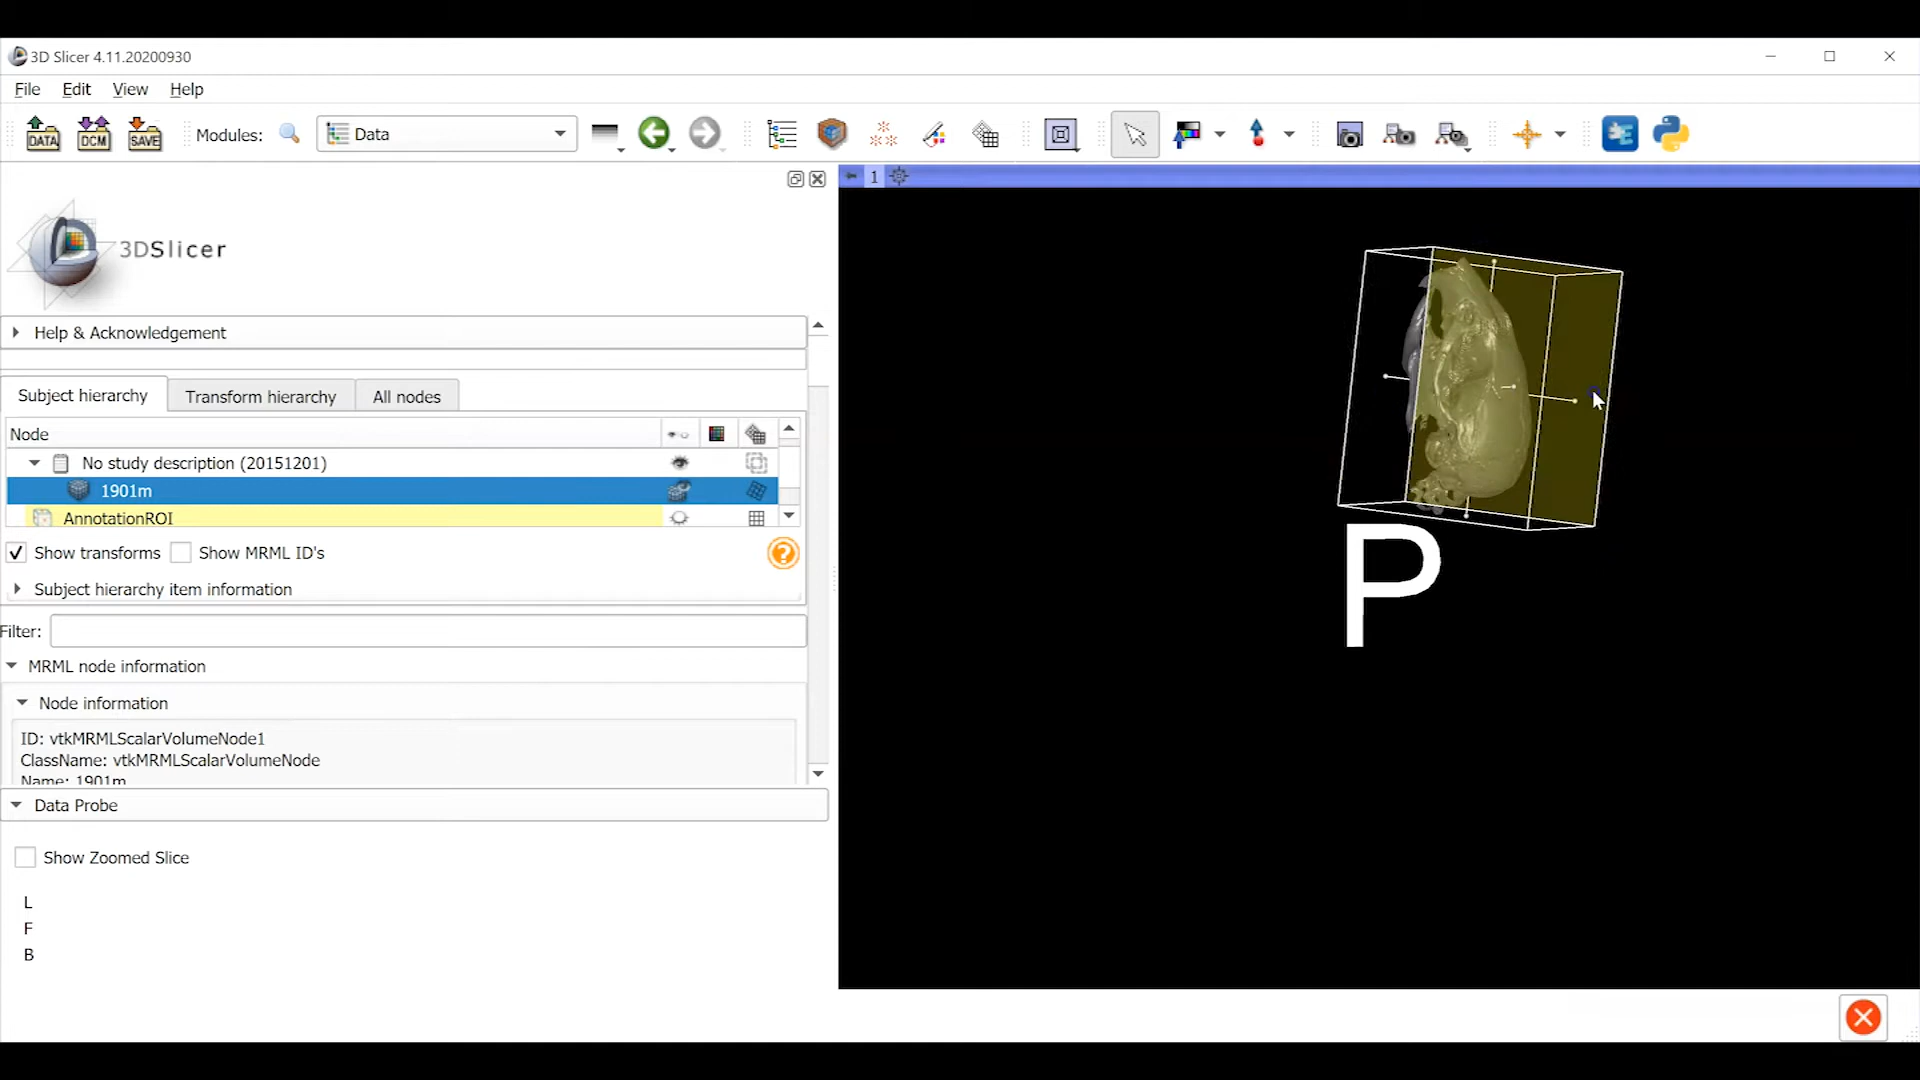 3D Slicer 4.11.20200930
File Edit View Help
DATA DCM SAVE Modules: Data
1
3DSlicer
Help & Acknowledgement
Subject hierarchy Transform hierarchy All nodes
Node
No study description (20151201)
1901m
AnnotationROI
Show transforms Show MRML ID's
Subject hierarchy item information
Filter:
MRML node information
Node information
ID: vtkMRMLScalarVolumeNode1
ClassName: vtkMRMLScalarVolumeNode
Name: 1901m
Data Probe
Show Zoomed Slice
L
F
B
P